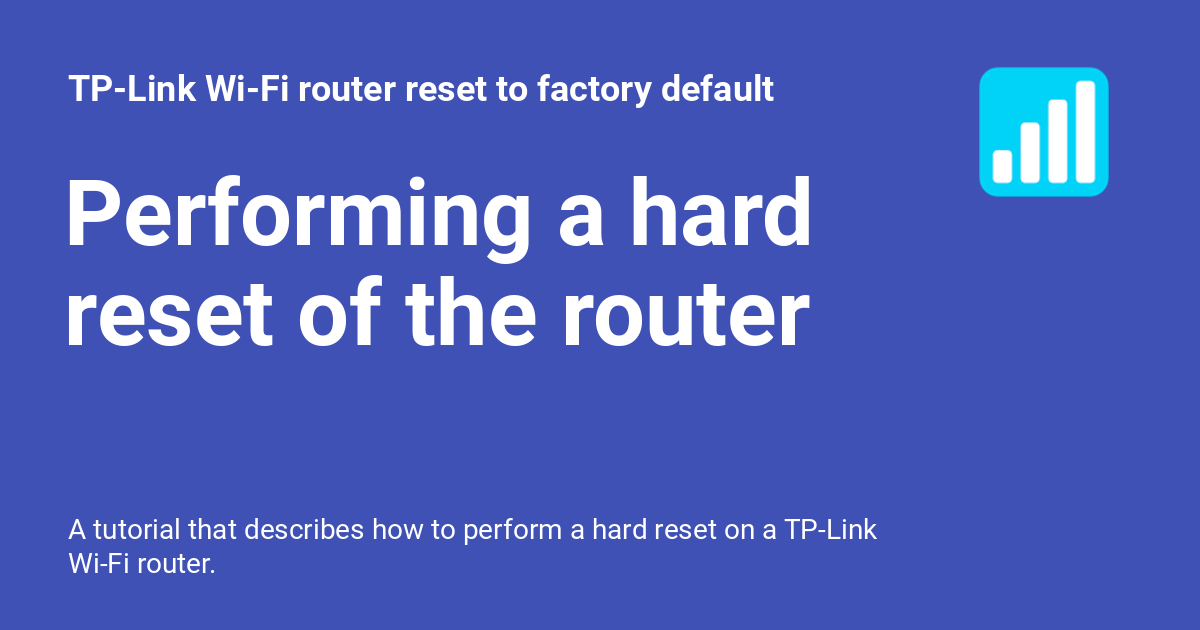 TP-Link Wi-Fi router reset to factory default
Performing a hard
reset of the router
A tutorial that describes how to perform a hard reset on a TP-Link
Wi-Fi router.